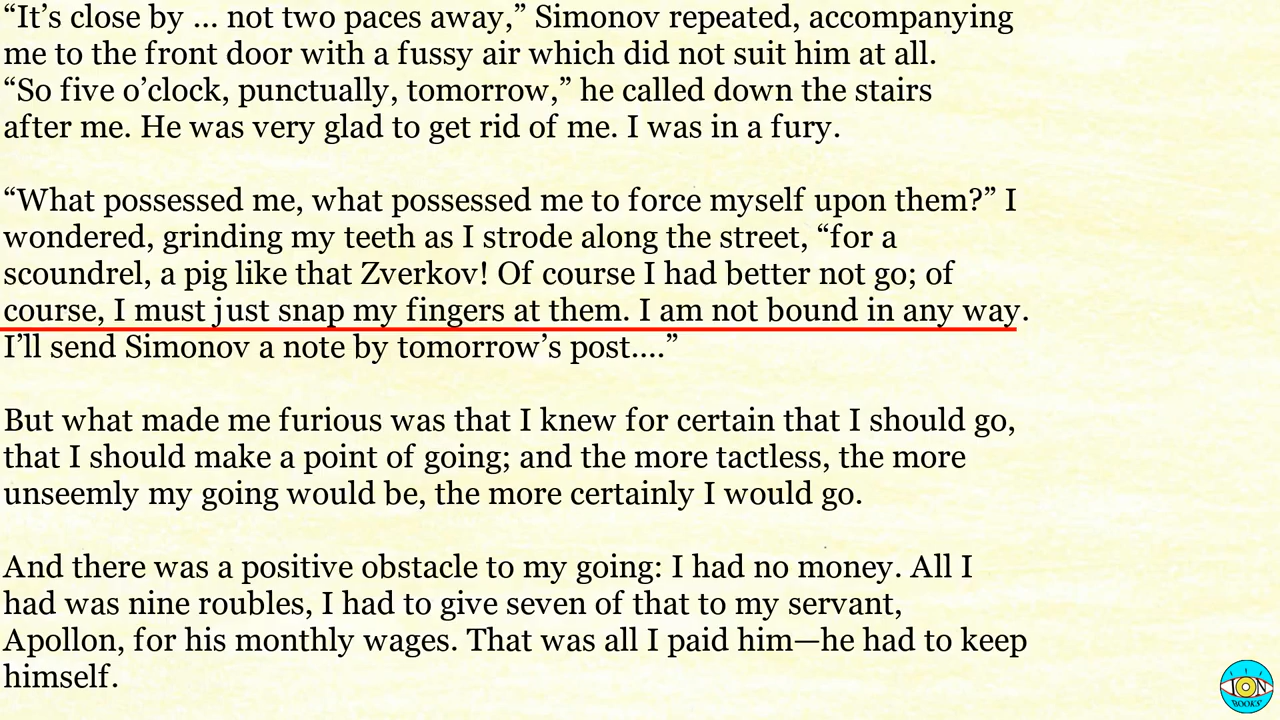 “It’s close by ... not two paces away,” Simonov repeated, accompanying
me to the front door with a fussy air which did not suit him at all.
“So five o’clock, punctually, tomorrow,” he called down the stairs
after me. He was very glad to get rid of me. I was in a fury.
“What possessed me, what possessed me to force myself upon them?” I
wondered, grinding my teeth as I strode along the street, “for a
scoundrel, a pig like that Zverkov! Of course I had better not go; of
course, I must just snap my fingers at them. I am not bound in any way.
I’ll send Simonov a note by tomorrow’s post....”
But what made me furious was that I knew for certain that I should go,
that I should make a point of going; and the more tactless, the more
unseemly my going would be, the more certainly I would go.
And there was a positive obstacle to my going: I had no money. All I
had was nine roubles, I had to give seven of that to my servant,
Apollon, for his monthly wages. That was all I paid him—he had to keep
himself.
ION
BOOKS